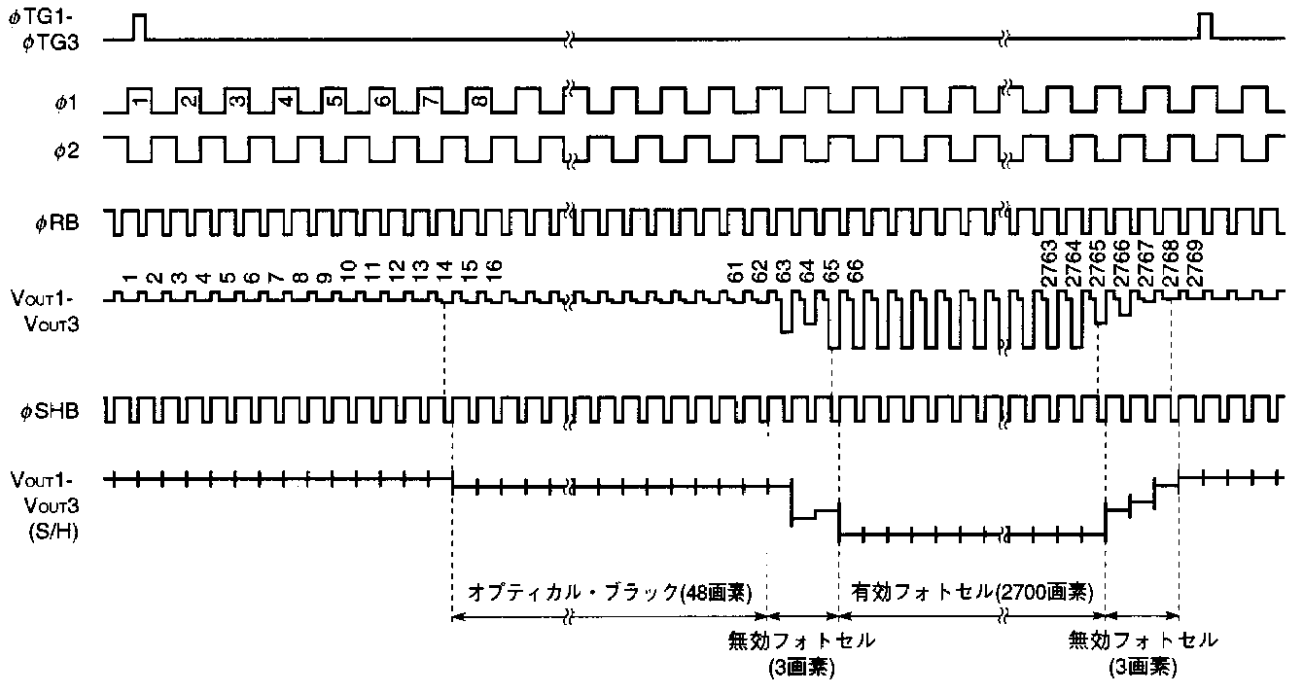 φTG1-
φTG3
φ1
1 2 3 4 5 6 7 8
φ2
φRB
1 2 3 4 5 6 7 8 9 10 11 12 13 14 15 16 61 62 63 64 65 66 2763 2764 2765 2766 2767 2768 2769
VOUT1-
VOUT3
φSHB
VOUT1-
VOUT3
(S/H)
オプティカル・ブラック(48画素)
有効フォトセル(2700画素)
無効フォトセル
(3画素)
無効フォトセル
(3画素)